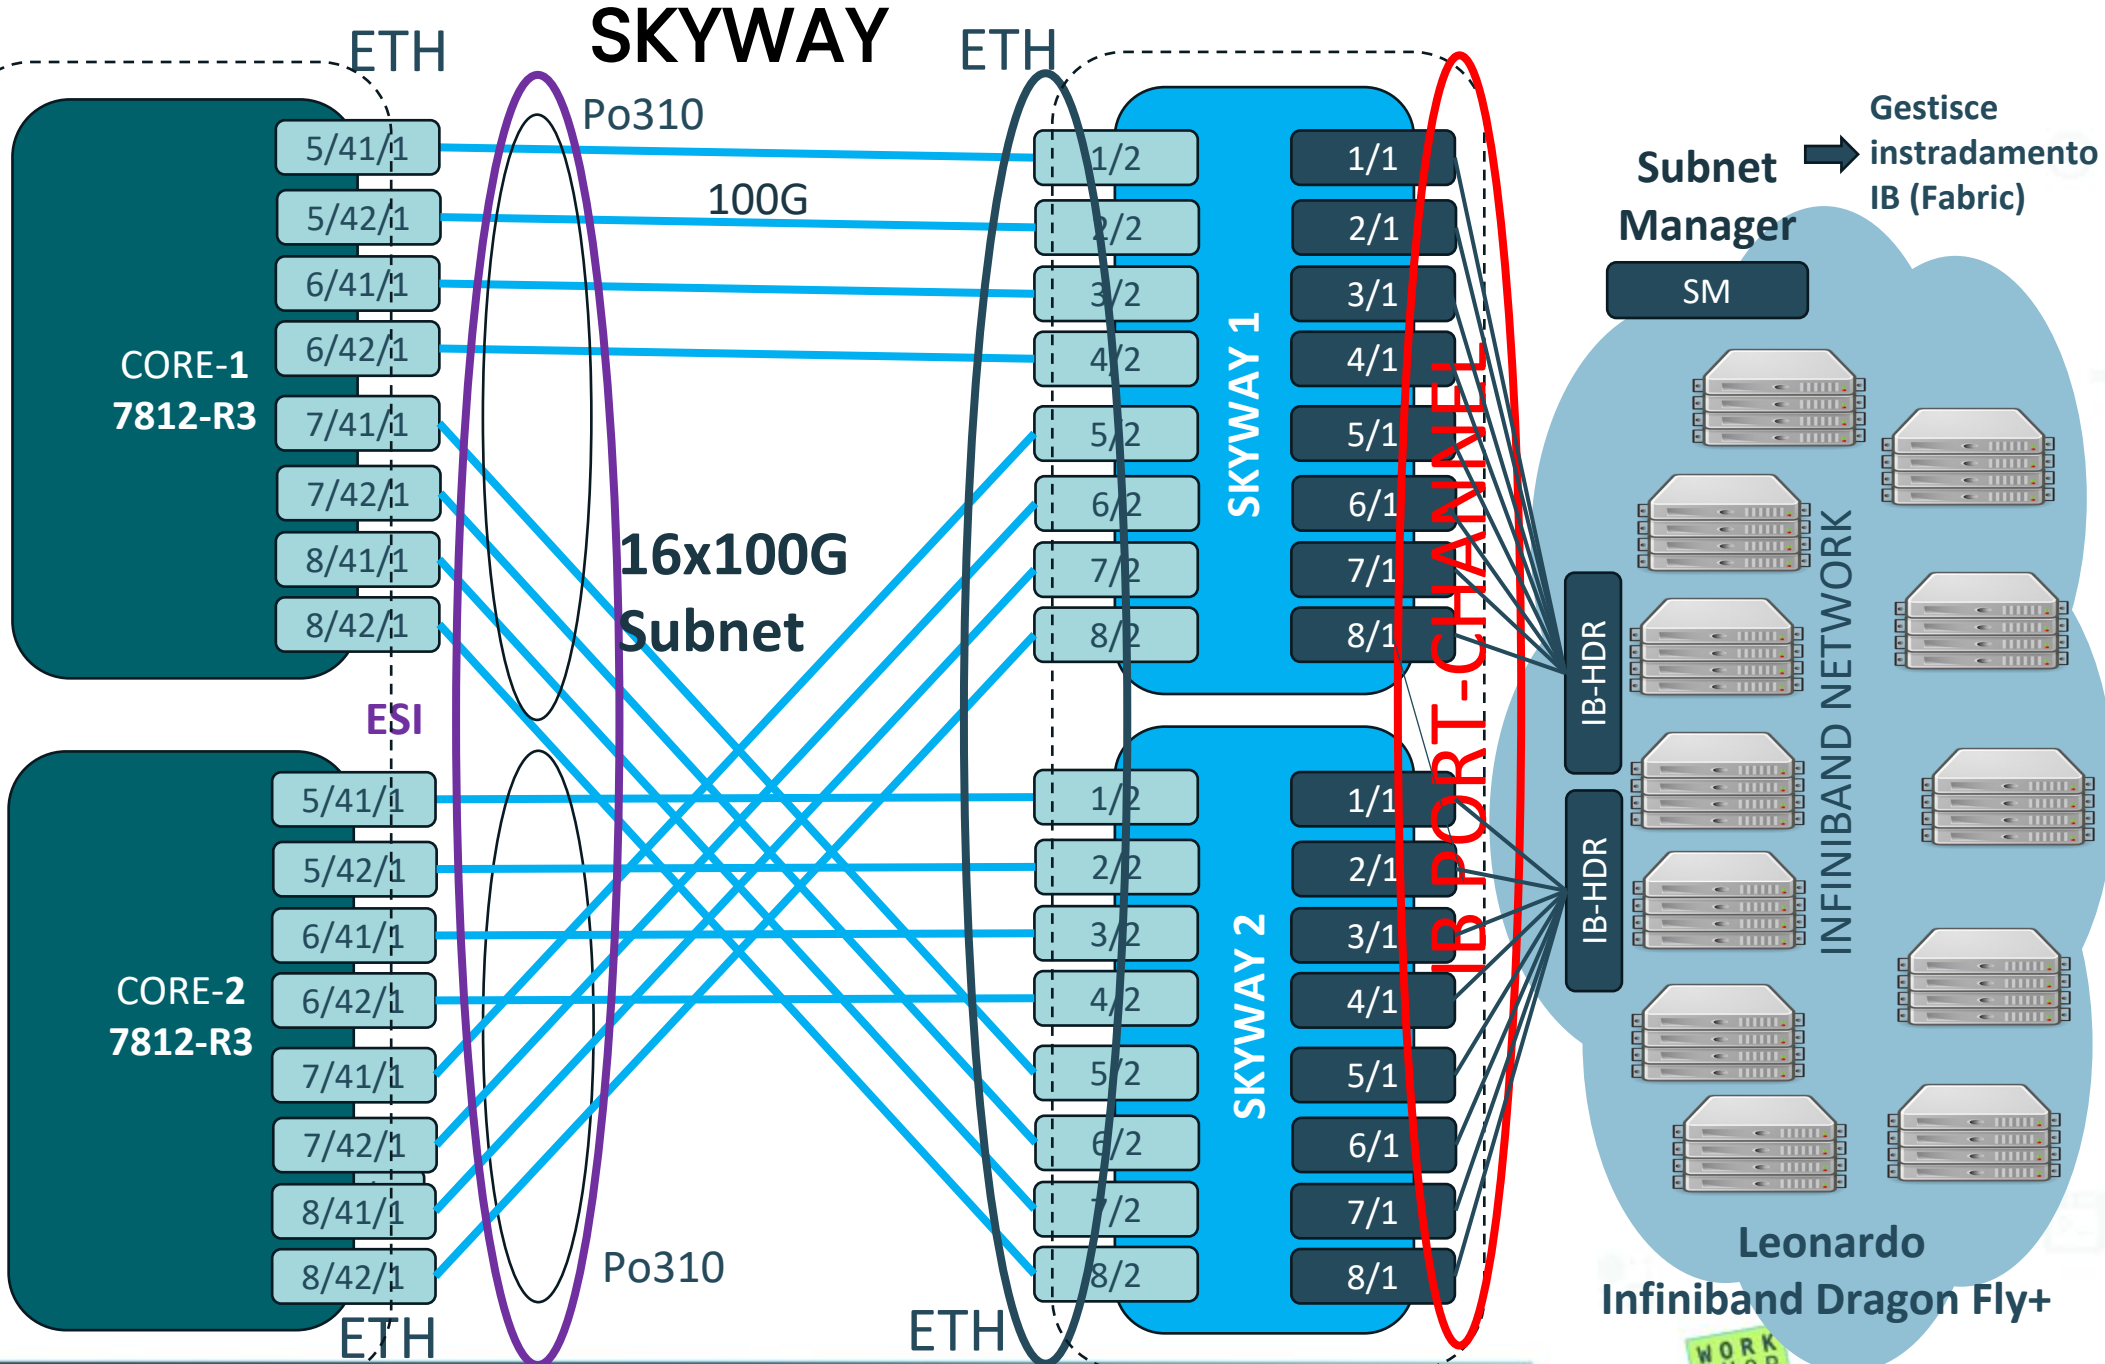 SKYWAY
ETH
ETH
Po310
100G
16x100G
Subnet
ESI
Po310
ETH
ETH
CORE-1
7812-R3
5/41/1
5/42/1
6/41/1
6/42/1
7/41/1
7/42/1
8/41/1
8/42/1
CORE-2
7812-R3
5/41/1
5/42/1
6/41/1
6/42/1
7/41/1
7/42/1
8/41/1
8/42/1
1/2
2/2
3/2
4/2
5/2
6/2
7/2
8/2
SKYWAY 1
1/1
2/1
3/1
4/1
5/1
6/1
7/1
8/1
1/2
2/2
3/2
4/2
5/2
6/2
7/2
8/2
SKYWAY 2
1/1
2/1
3/1
4/1
5/1
6/1
7/1
8/1
IB PORT-CHANNEL
Subnet
Manager
Gestisce
instradamento
IB (Fabric)
SM
IB-HDR
IB-HDR
INFINIBAND NETWORK
Leonardo
Infiniband Dragon Fly+
WORK